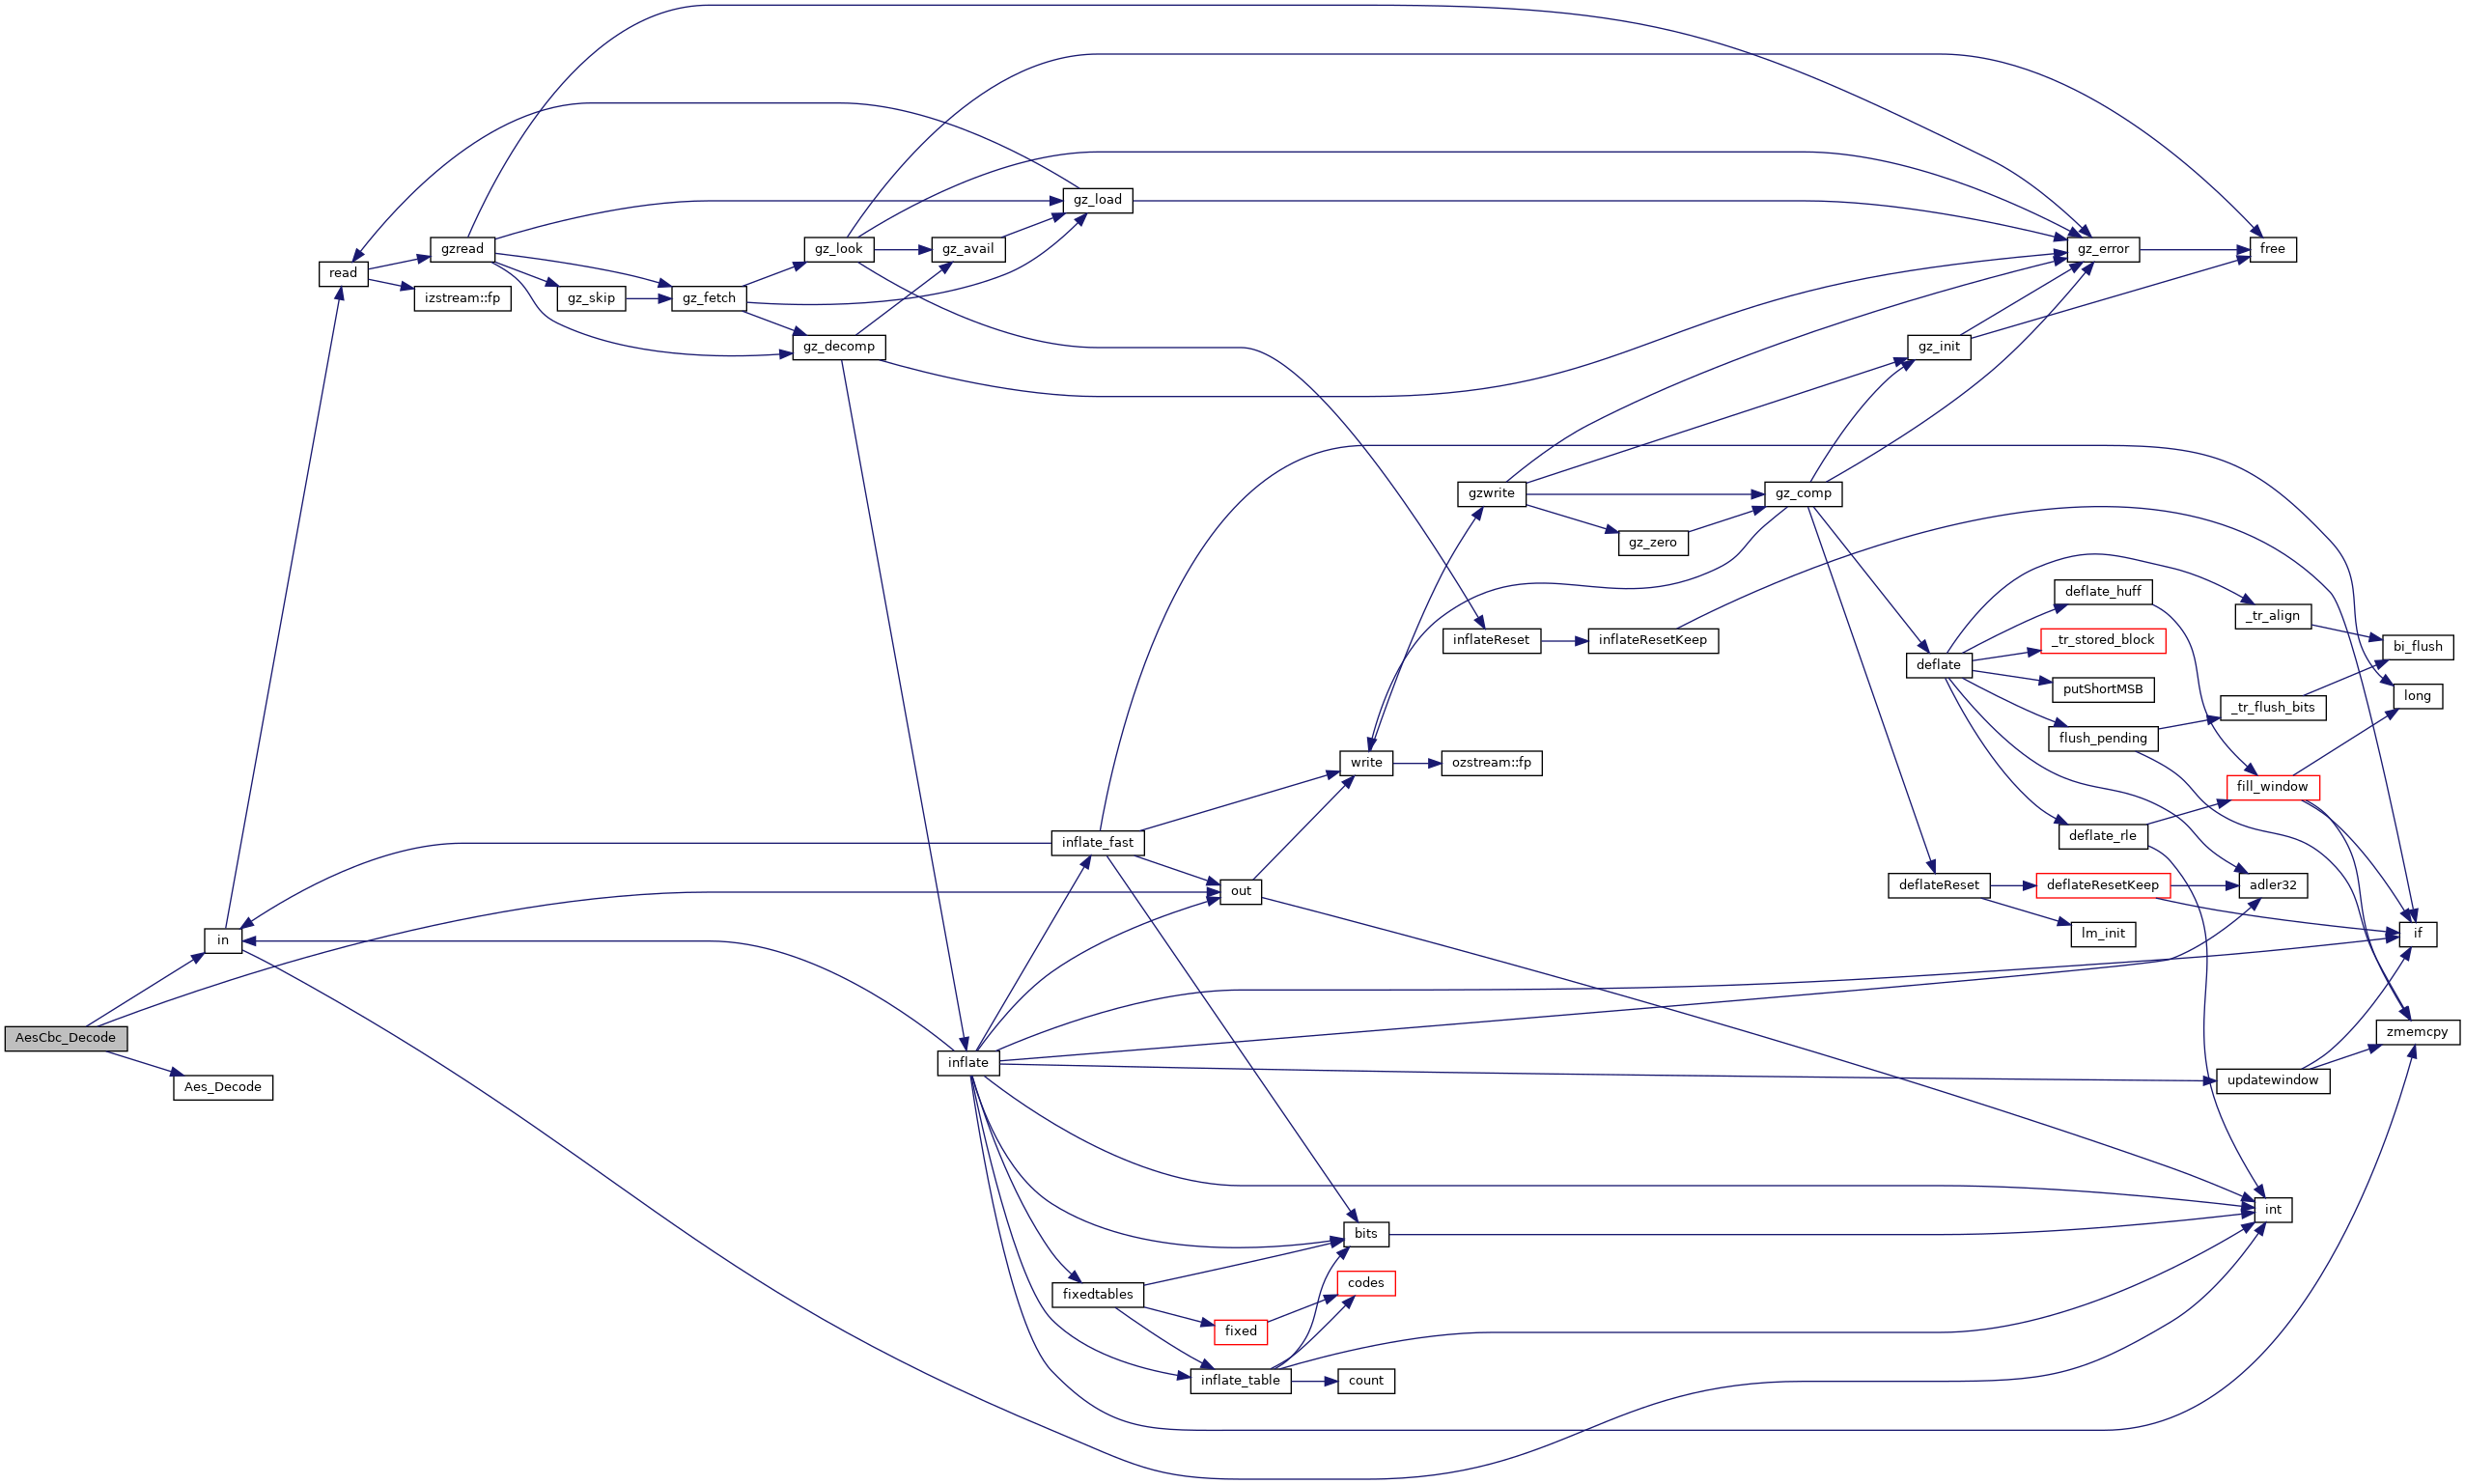 AesCbc_Decode
in
Aes_Decode
read
izstream::fp
gzread
gz_skip
gz_fetch
gz_look
gz_decomp
gz_avail
gz_load
inflate
inflate_fast
fixedtables
out
fixed
inflate_table
write
bits
codes
count
gzwrite
inflateReset
ozstream::fp
gz_zero
inflateResetKeep
gz_comp
gz_init
deflate
deflateReset
gz_error
deflate_huff
_tr_stored_block
putShortMSB
flush_pending
deflate_rle
deflateResetKeep
lm_init
free
_tr_align
_tr_flush_bits
fill_window
adler32
updatewindow
int
bi_flush
long
if
zmemcpy